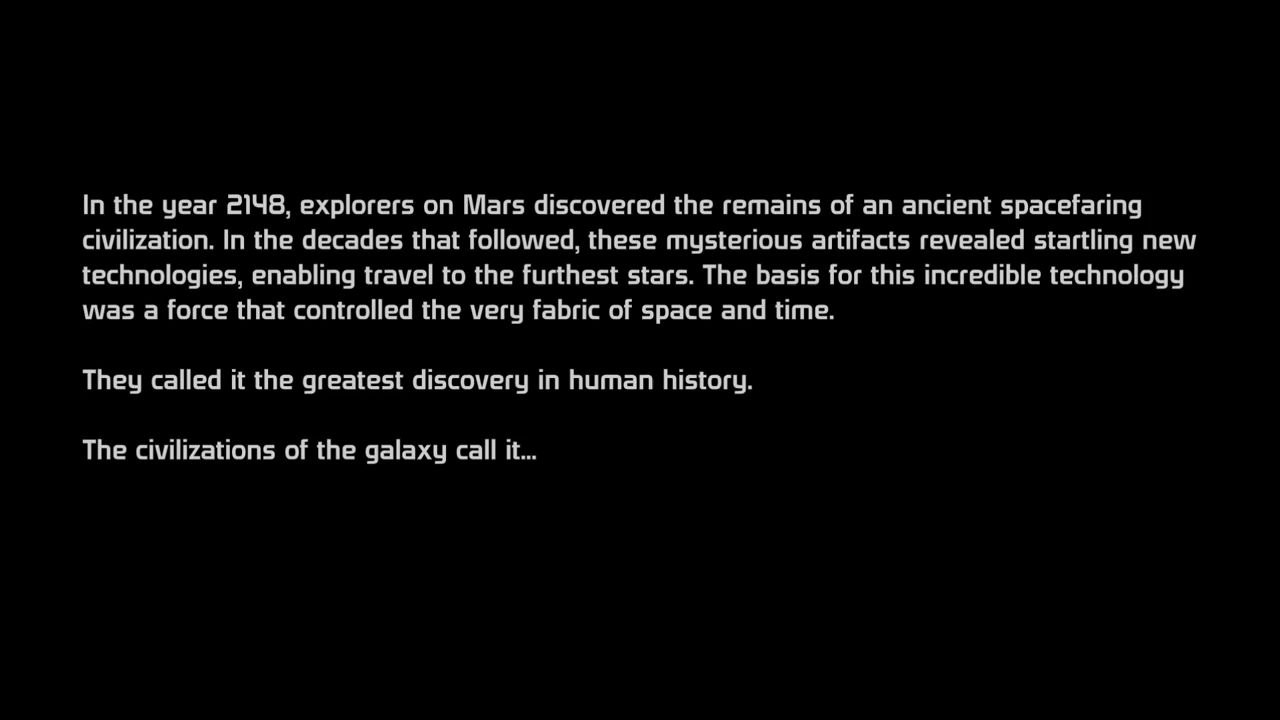 In the year 2148, explorers on Mars discovered the remains of an ancient spacefaring
civilization. In the decades that followed, these mysterious artifacts revealed startling new
technologies, enabling travel to the furthest stars. The basis for this incredible technology
was a force that controlled the very fabric of space and time.
They called it the greatest discovery in human history.
The civilizations of the galaxy call it...